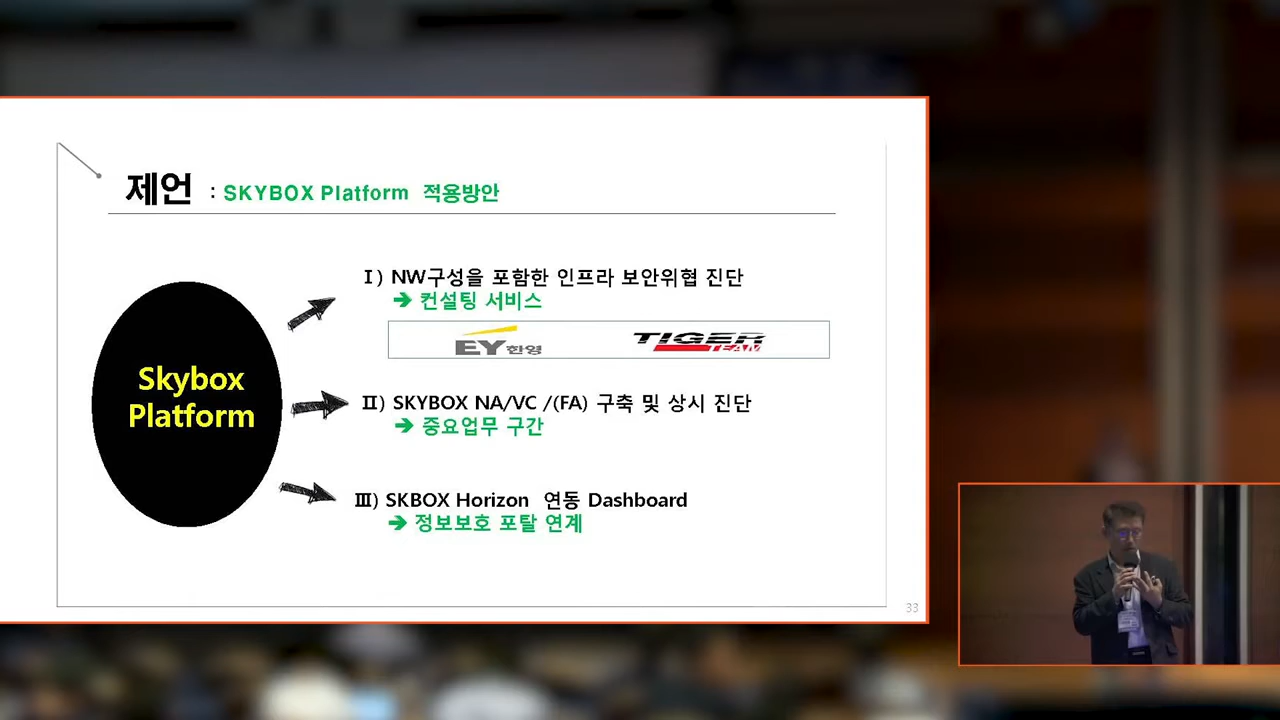 제언 : SKYBOX Platform 적용방안
Skybox
Platform
Ⅰ) NW구성을 포함한 인프라 보안위협 진단
➔ 컨설팅 서비스
EY한영
TIGER
TEAM
Ⅱ) SKYBOX NA/VC /(FA) 구축 및 상시 진단
➔ 중요업무 구간
Ⅲ) SKBOX Horizon 연동 Dashboard
➔ 정보보호 포탈 연계
33